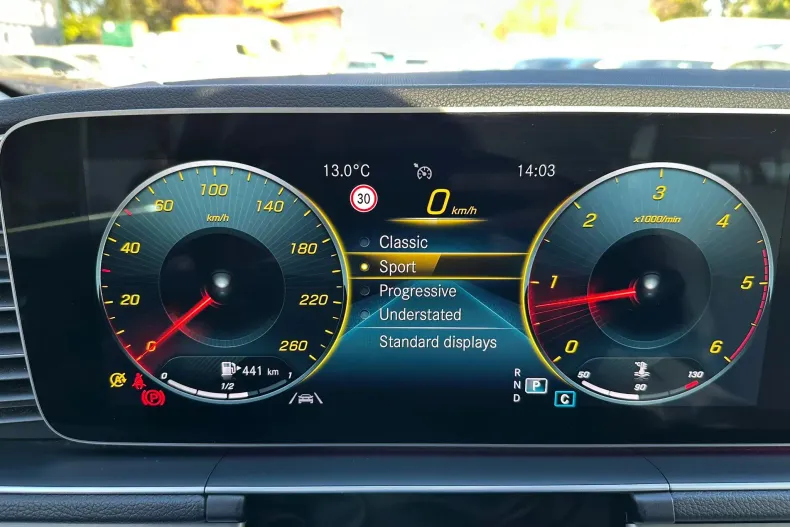 13.0°C
14:03
30
0 km/h
100
60
140
km/h
40
180
20
220
0
260
0
1/2
1
441 km
Classic
Sport
Progressive
Understated
Standard displays
3
2
4
x1000/min
1
5
0
6
50
90
130
R
N
P
D
C
P